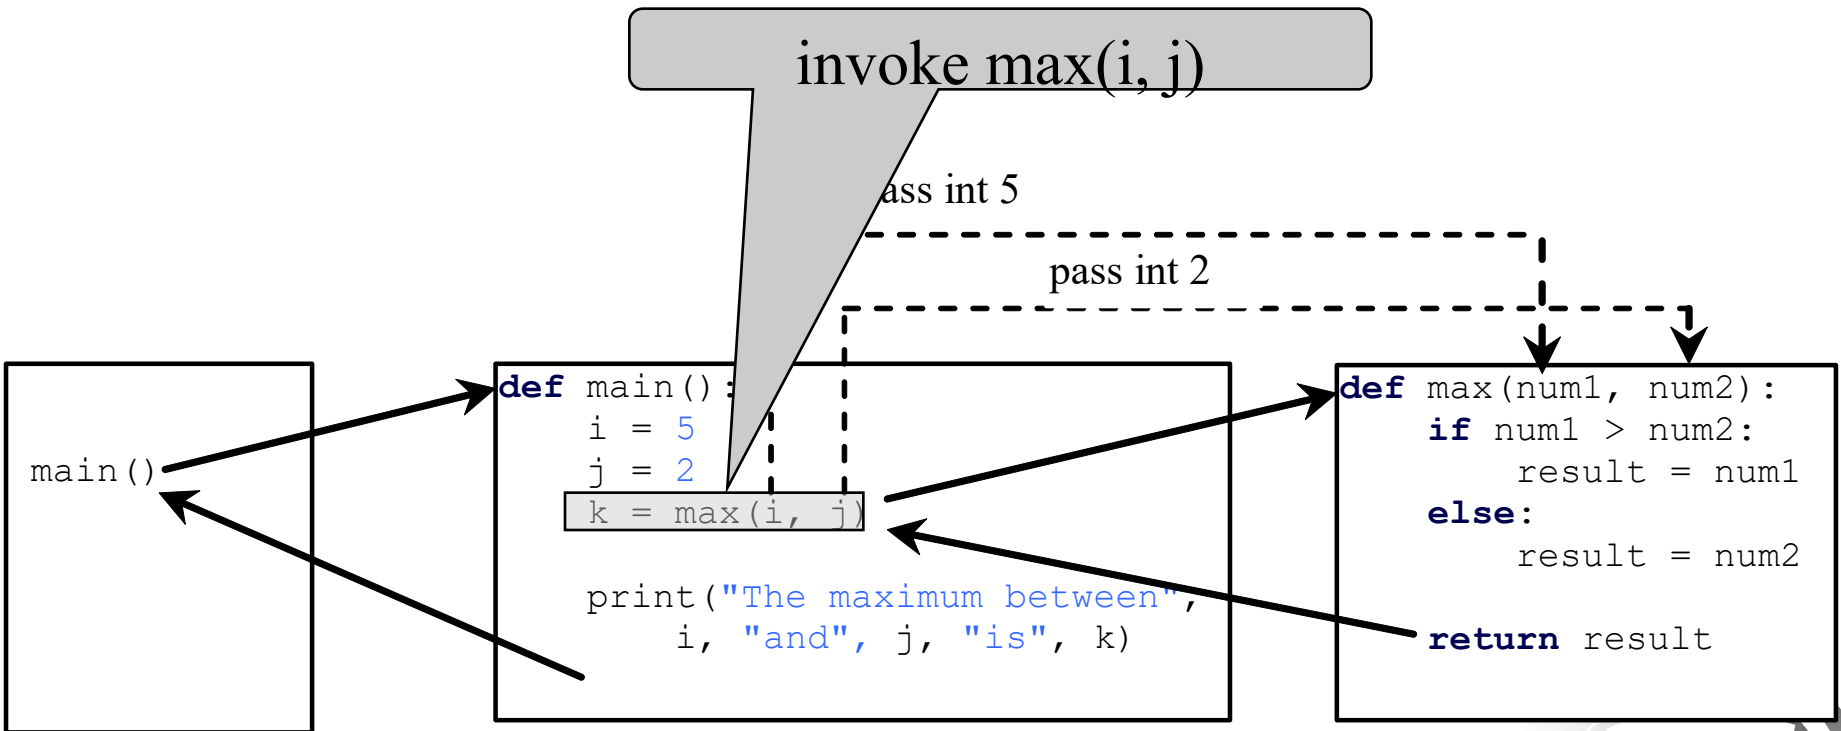 invoke max(i, j)
ass int 5
pass int 2
main()
def main():
    i = 5
    j = 2
    k = max(i, j)
    print("The maximum between",
        i, "and", j, "is", k)
def max(num1, num2):
    if num1 > num2:
        result = num1
    else:
        result = num2
    return result